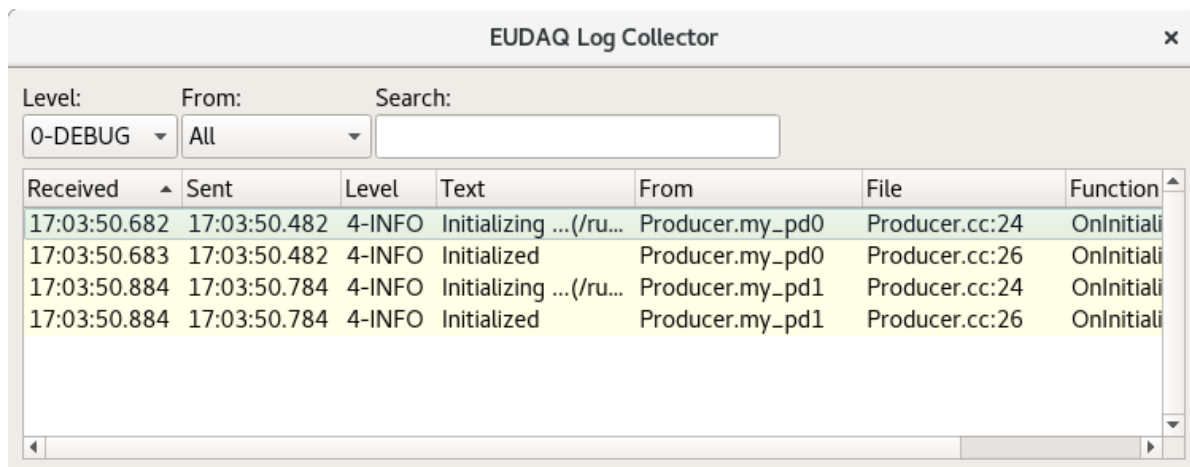 EUDAQ Log Collector
Level: From: Search:
0-DEBUG All
Received Sent Level Text From File Function
17:03:50.682 17:03:50.482 4-INFO Initializing ...(/ru... Producer.my_pd0 Producer.cc:24 OnInitiali
17:03:50.683 17:03:50.482 4-INFO Initialized Producer.my_pd0 Producer.cc:26 OnInitiali
17:03:50.884 17:03:50.784 4-INFO Initializing ...(/ru... Producer.my_pd1 Producer.cc:24 OnInitiali
17:03:50.884 17:03:50.784 4-INFO Initialized Producer.my_pd1 Producer.cc:26 OnInitiali